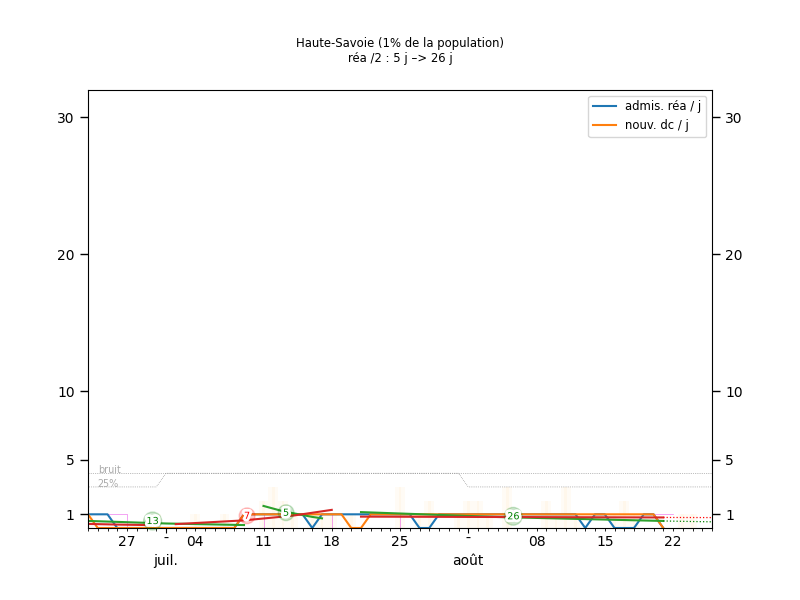 Haute-Savoie (1% de la population)
réa /2 : 5 j –> 26 j
admis. réa / j
nouv. dc / j
30 30
20 20
10 10
5 5
bruit
25%
1 1
13 7 5 26
27 - 04 11 18 25 - 08 15 22
juil. août